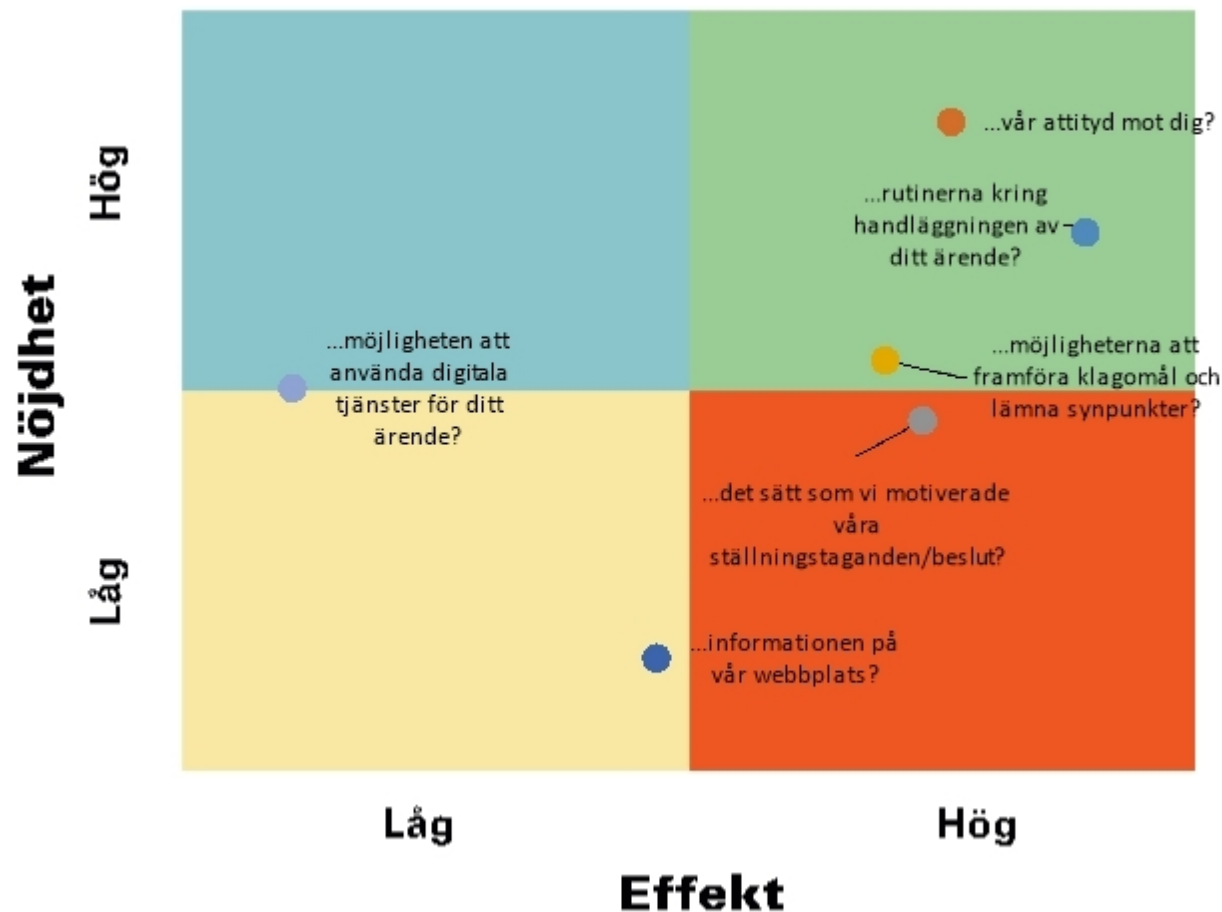 Nöjdhet
Hög
Låg
...vår attityd mot dig?
...rutinerna kring
handläggningen av
ditt ärende?
...möjligheten att
använda digitala
tjänster för ditt
ärende?
...möjligheterna att
framföra klagomål och
lämna synpunkter?
...det sätt som vi motiverade
våra
ställningstaganden/beslut?
...informationen på
vår webbplats?
Låg
Hög
Effekt